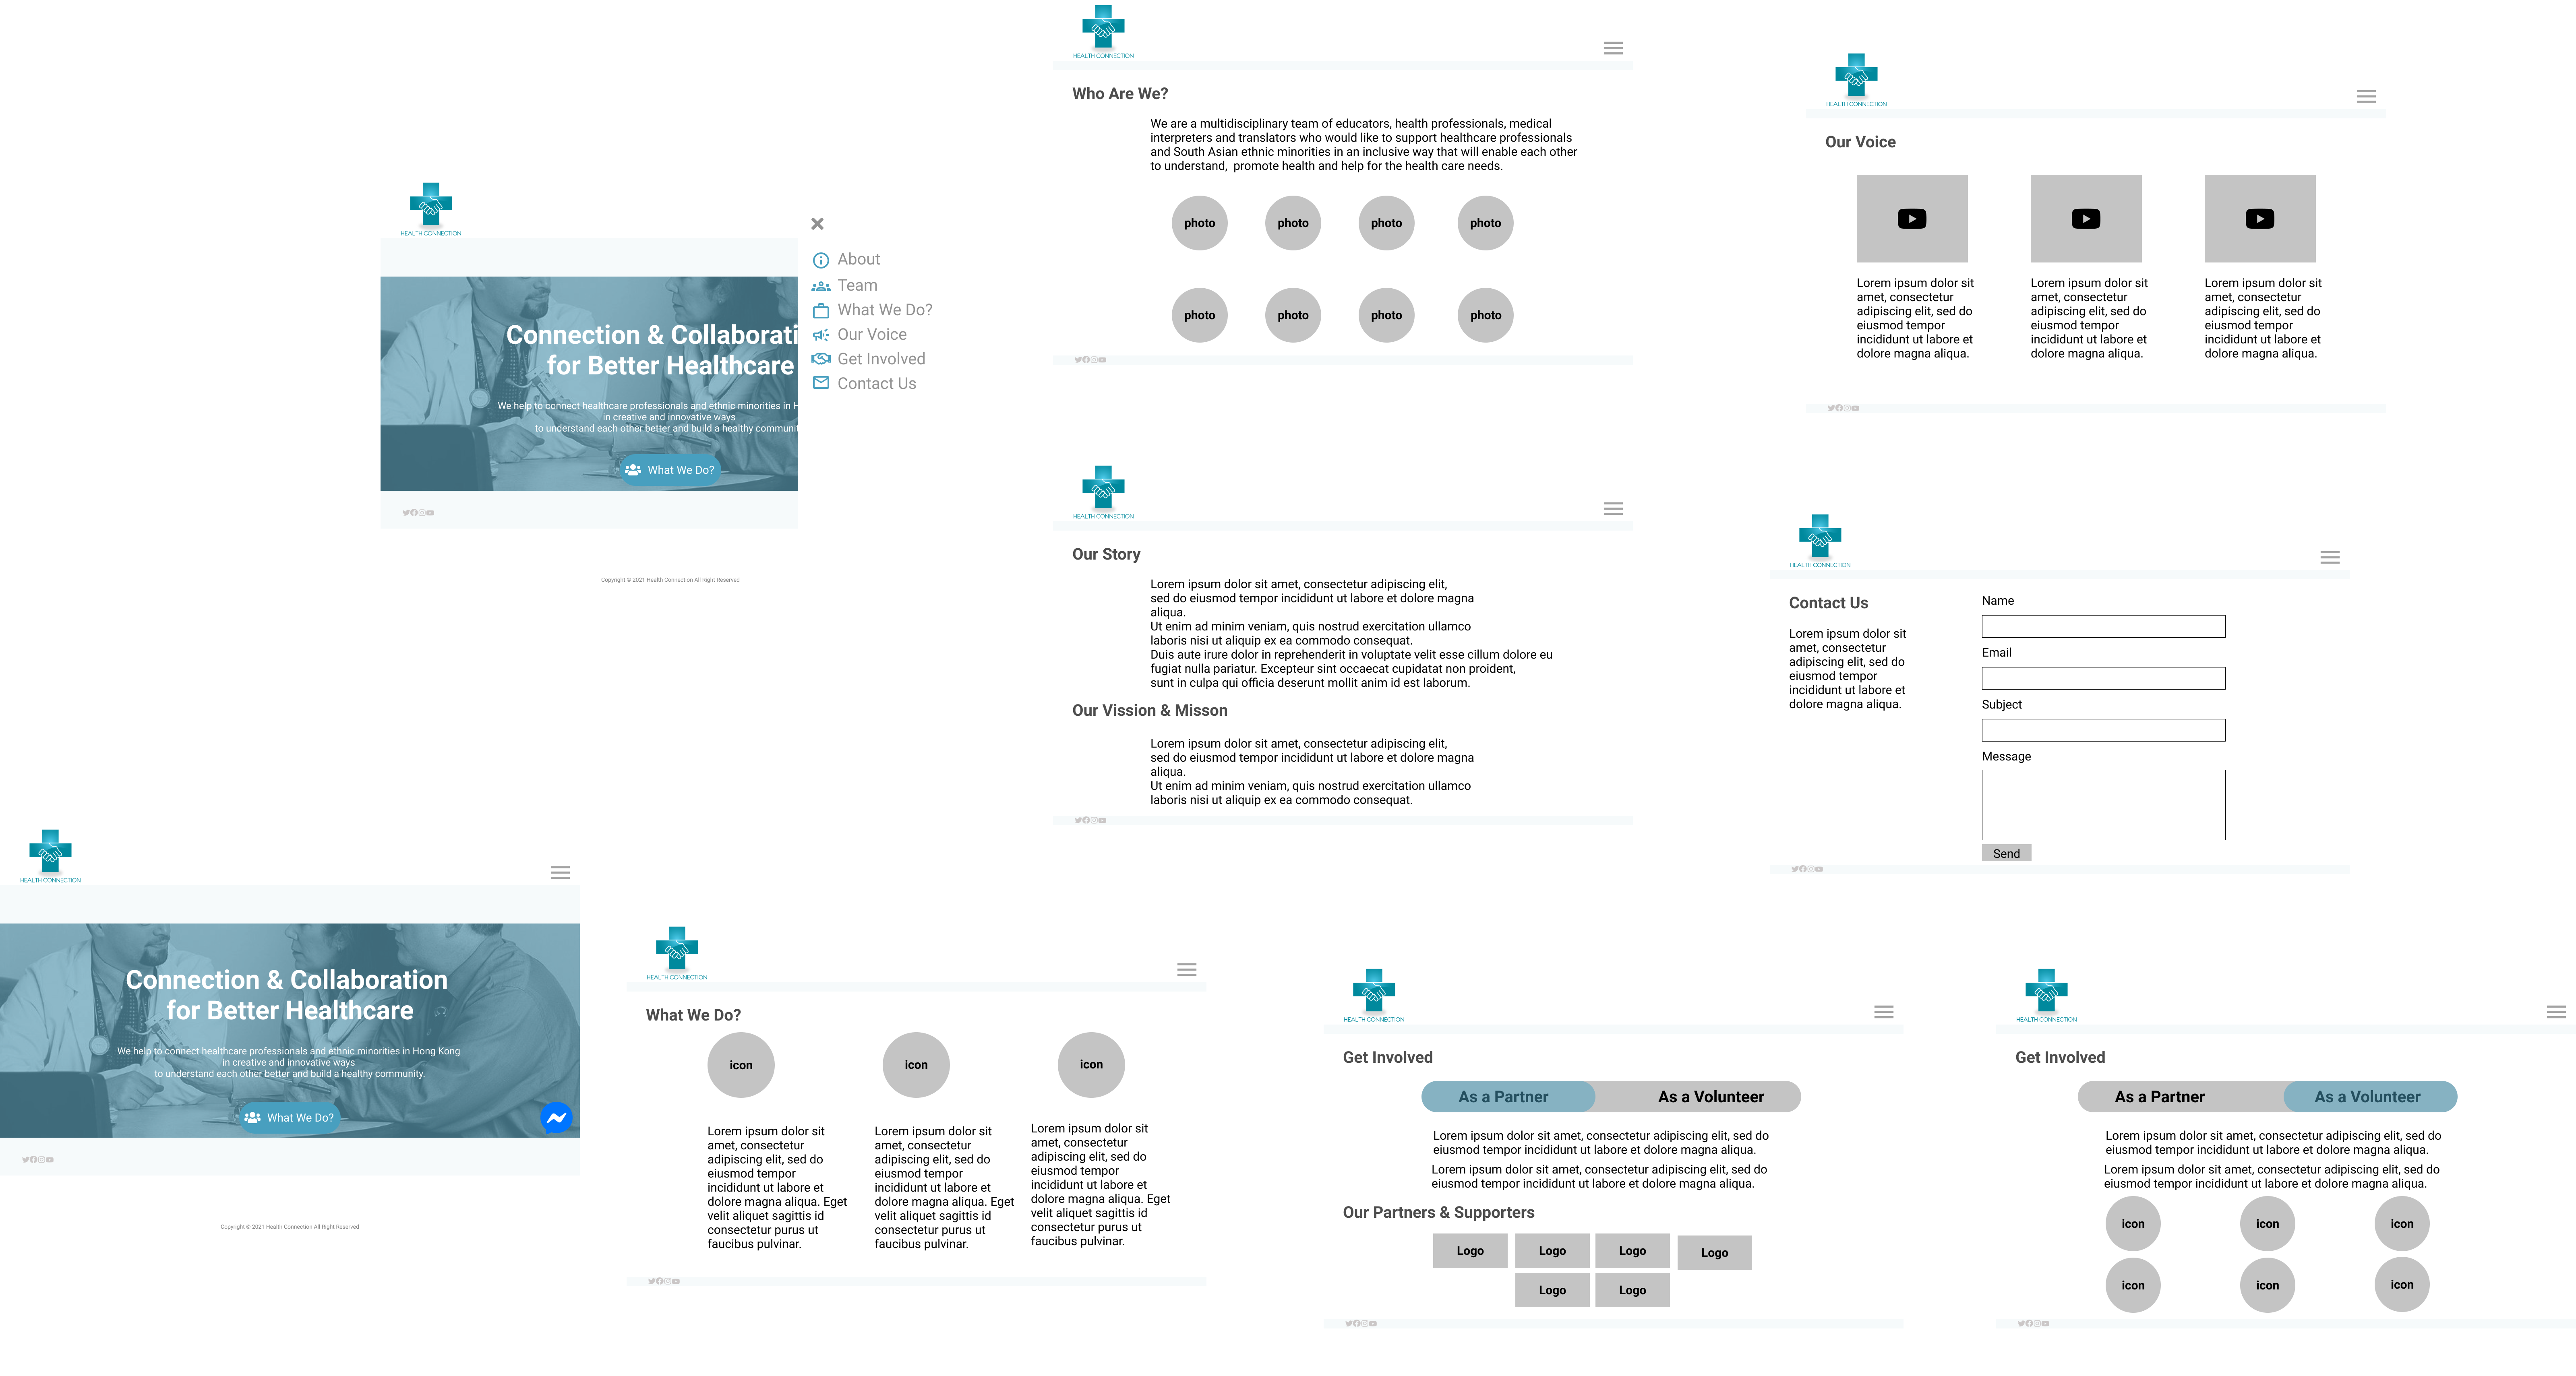 HEALTH CONNECTION
Connection & Collaborati
for Better Healthcare
We help to connect healthcare professionals and ethnic minorities in H
in creative and innovative ways
to understand each other better and build a healthy communit
What We Do?
About
Team
What We Do?
Our Voice
Get Involved
Contact Us
Copyright © 2021 Health Connection All Right Reserved
HEALTH CONNECTION
Who Are We?
We are a multidisciplinary team of educators, health professionals, medical
interpreters and translators who would like to support healthcare professionals
and South Asian ethnic minorities in an inclusive way that will enable each other
to understand, promote health and help for the health care needs.
photo
photo
photo
photo
photo
photo
photo
photo
HEALTH CONNECTION
Our Voice
Lorem ipsum dolor sit
amet, consectetur
adipiscing elit, sed do
eiusmod tempor
incididunt ut labore et
dolore magna aliqua.
Lorem ipsum dolor sit
amet, consectetur
adipiscing elit, sed do
eiusmod tempor
incididunt ut labore et
dolore magna aliqua.
Lorem ipsum dolor sit
amet, consectetur
adipiscing elit, sed do
eiusmod tempor
incididunt ut labore et
dolore magna aliqua.
HEALTH CONNECTION
Our Story
Lorem ipsum dolor sit amet, consectetur adipiscing elit,
sed do eiusmod tempor incididunt ut labore et dolore magna
aliqua.
Ut enim ad minim veniam, quis nostrud exercitation ullamco
laboris nisi ut aliquip ex ea commodo consequat.
Duis aute irure dolor in reprehenderit in voluptate velit esse cillum dolore eu
fugiat nulla pariatur. Excepteur sint occaecat cupidatat non proident,
sunt in culpa qui officia deserunt mollit anim id est laborum.
Our Vission & Misson
Lorem ipsum dolor sit amet, consectetur adipiscing elit,
sed do eiusmod tempor incididunt ut labore et dolore magna
aliqua.
Ut enim ad minim veniam, quis nostrud exercitation ullamco
laboris nisi ut aliquip ex ea commodo consequat.
HEALTH CONNECTION
Contact Us
Lorem ipsum dolor sit
amet, consectetur
adipiscing elit, sed do
eiusmod tempor
incididunt ut labore et
dolore magna aliqua.
Name
Email
Subject
Message
Send
HEALTH CONNECTION
Connection & Collaboration
for Better Healthcare
We help to connect healthcare professionals and ethnic minorities in Hong Kong
in creative and innovative ways
to understand each other better and build a healthy community.
What We Do?
Copyright © 2021 Health Connection All Right Reserved
HEALTH CONNECTION
What We Do?
icon
icon
icon
Lorem ipsum dolor sit
amet, consectetur
adipiscing elit, sed do
eiusmod tempor
incididunt ut labore et
dolore magna aliqua. Eget
velit aliquet sagittis id
consectetur purus ut
faucibus pulvinar.
Lorem ipsum dolor sit
amet, consectetur
adipiscing elit, sed do
eiusmod tempor
incididunt ut labore et
dolore magna aliqua. Eget
velit aliquet sagittis id
consectetur purus ut
faucibus pulvinar.
Lorem ipsum dolor sit
amet, consectetur
adipiscing elit, sed do
eiusmod tempor
incididunt ut labore et
dolore magna aliqua. Eget
velit aliquet sagittis id
consectetur purus ut
faucibus pulvinar.
HEALTH CONNECTION
Get Involved
As a Partner
As a Volunteer
Lorem ipsum dolor sit amet, consectetur adipiscing elit, sed do
eiusmod tempor incididunt ut labore et dolore magna aliqua.
Lorem ipsum dolor sit amet, consectetur adipiscing elit, sed do
eiusmod tempor incididunt ut labore et dolore magna aliqua.
Our Partners & Supporters
Logo
Logo
Logo
Logo
Logo
Logo
HEALTH CONNECTION
Get Involved
As a Partner
As a Volunteer
Lorem ipsum dolor sit amet, consectetur adipiscing elit, sed do
eiusmod tempor incididunt ut labore et dolore magna aliqua.
Lorem ipsum dolor sit amet, consectetur adipiscing elit, sed do
eiusmod tempor incididunt ut labore et dolore magna aliqua.
icon
icon
icon
icon
icon
icon